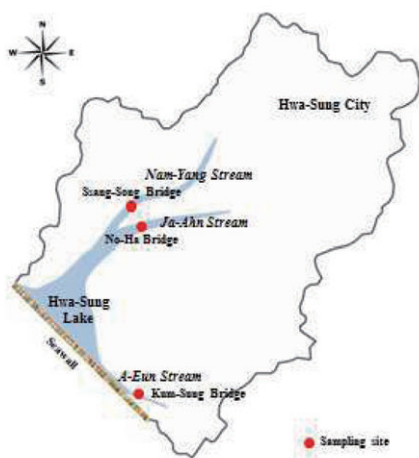 N
W E
S
Hwa-Sung City
Nam-Yang Stream
Ssang-Song Bridge
Ja-Ahn Stream
No-Ha Bridge
Hwa-Sung
Lake
Seawall
A-Eun Stream
Kum-Sung Bridge
Sampling site